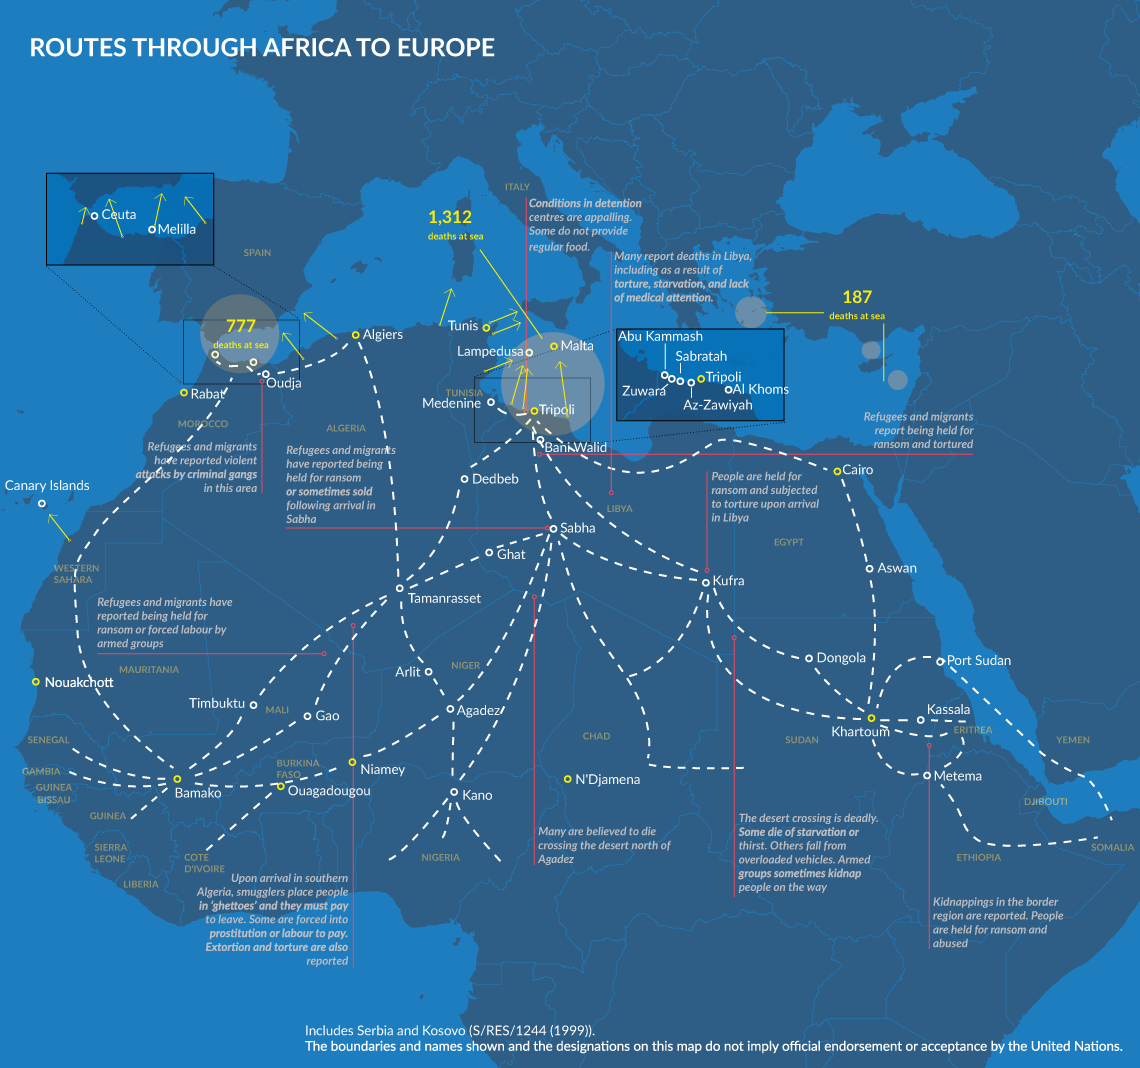 ROUTES THROUGH AFRICA TO EUROPE
Ceuta
Melilla
ITALY
Conditions in detention
centres are appalling.
Some do not provide
regular food.
1,312
deaths at sea
SPAIN
Many report deaths in Libya,
including as a result of
torture, starvation, and lack
of medical attention.
187
deaths at sea
777
deaths at sea
Algiers
Tunis
Lampedusa
Malta
Abu Kammash
Sabratah
Tripoli
Zuwara
Al Khoms
Az-Zawiyah
Oudja
Rabat
TUNISIA
Medenine
Tripoli
MOROCCO
ALGERIA
Refugees and migrants
report being held for
ransom and tortured
Bani Walid
Refugees and migrants
have reported violent
attacks by criminal gangs
in this area
Refugees and migrants
have reported being
held for ransom
or sometimes sold
following arrival in
Sabha
Dedbeb
Cairo
People are held for
ransom and subjected
to torture upon arrival
in Libya
Canary Islands
LIBYA
Sabha
EGYPT
Ghat
WESTERN
SAHARA
Kufra
Aswan
Tamanrasset
Refugees and migrants have
reported being held for
ransom or forced labour by
armed groups
MAURITANIA
Nouakchott
Arlit
NIGER
Dongola
Port Sudan
Timbuktu
MALI
Gao
Agadez
Kassala
Khartoum
ERITREA
SENEGAL
CHAD
SUDAN
YEMEN
GAMBIA
BURKINA
FASO
Niamey
GUINEA
BISSAU
Bamako
Ouagadougou
Kano
N'Djamena
Metema
DJIBOUTI
GUINEA
SIERRA
LEONE
COTE
D'IVOIRE
LIBERIA
NIGERIA
ETHIOPIA
SOMALIA
Many are believed to die
crossing the desert north of
Agadez
The desert crossing is deadly.
Some die of starvation or
thirst. Others fall from
overloaded vehicles. Armed
groups sometimes kidnap
people on the way
Upon arrival in southern
Algeria, smugglers place people
in 'ghettoes' and they must pay
to leave. Some are forced into
prostitution or labour to pay.
Extortion and torture are also
reported
Kidnappings in the border
region are reported. People
are held for ransom and
abused
Includes Serbia and Kosovo (S/RES/1244 (1999)).
The boundaries and names shown and the designations on this map do not imply official endorsement or acceptance by the United Nations.